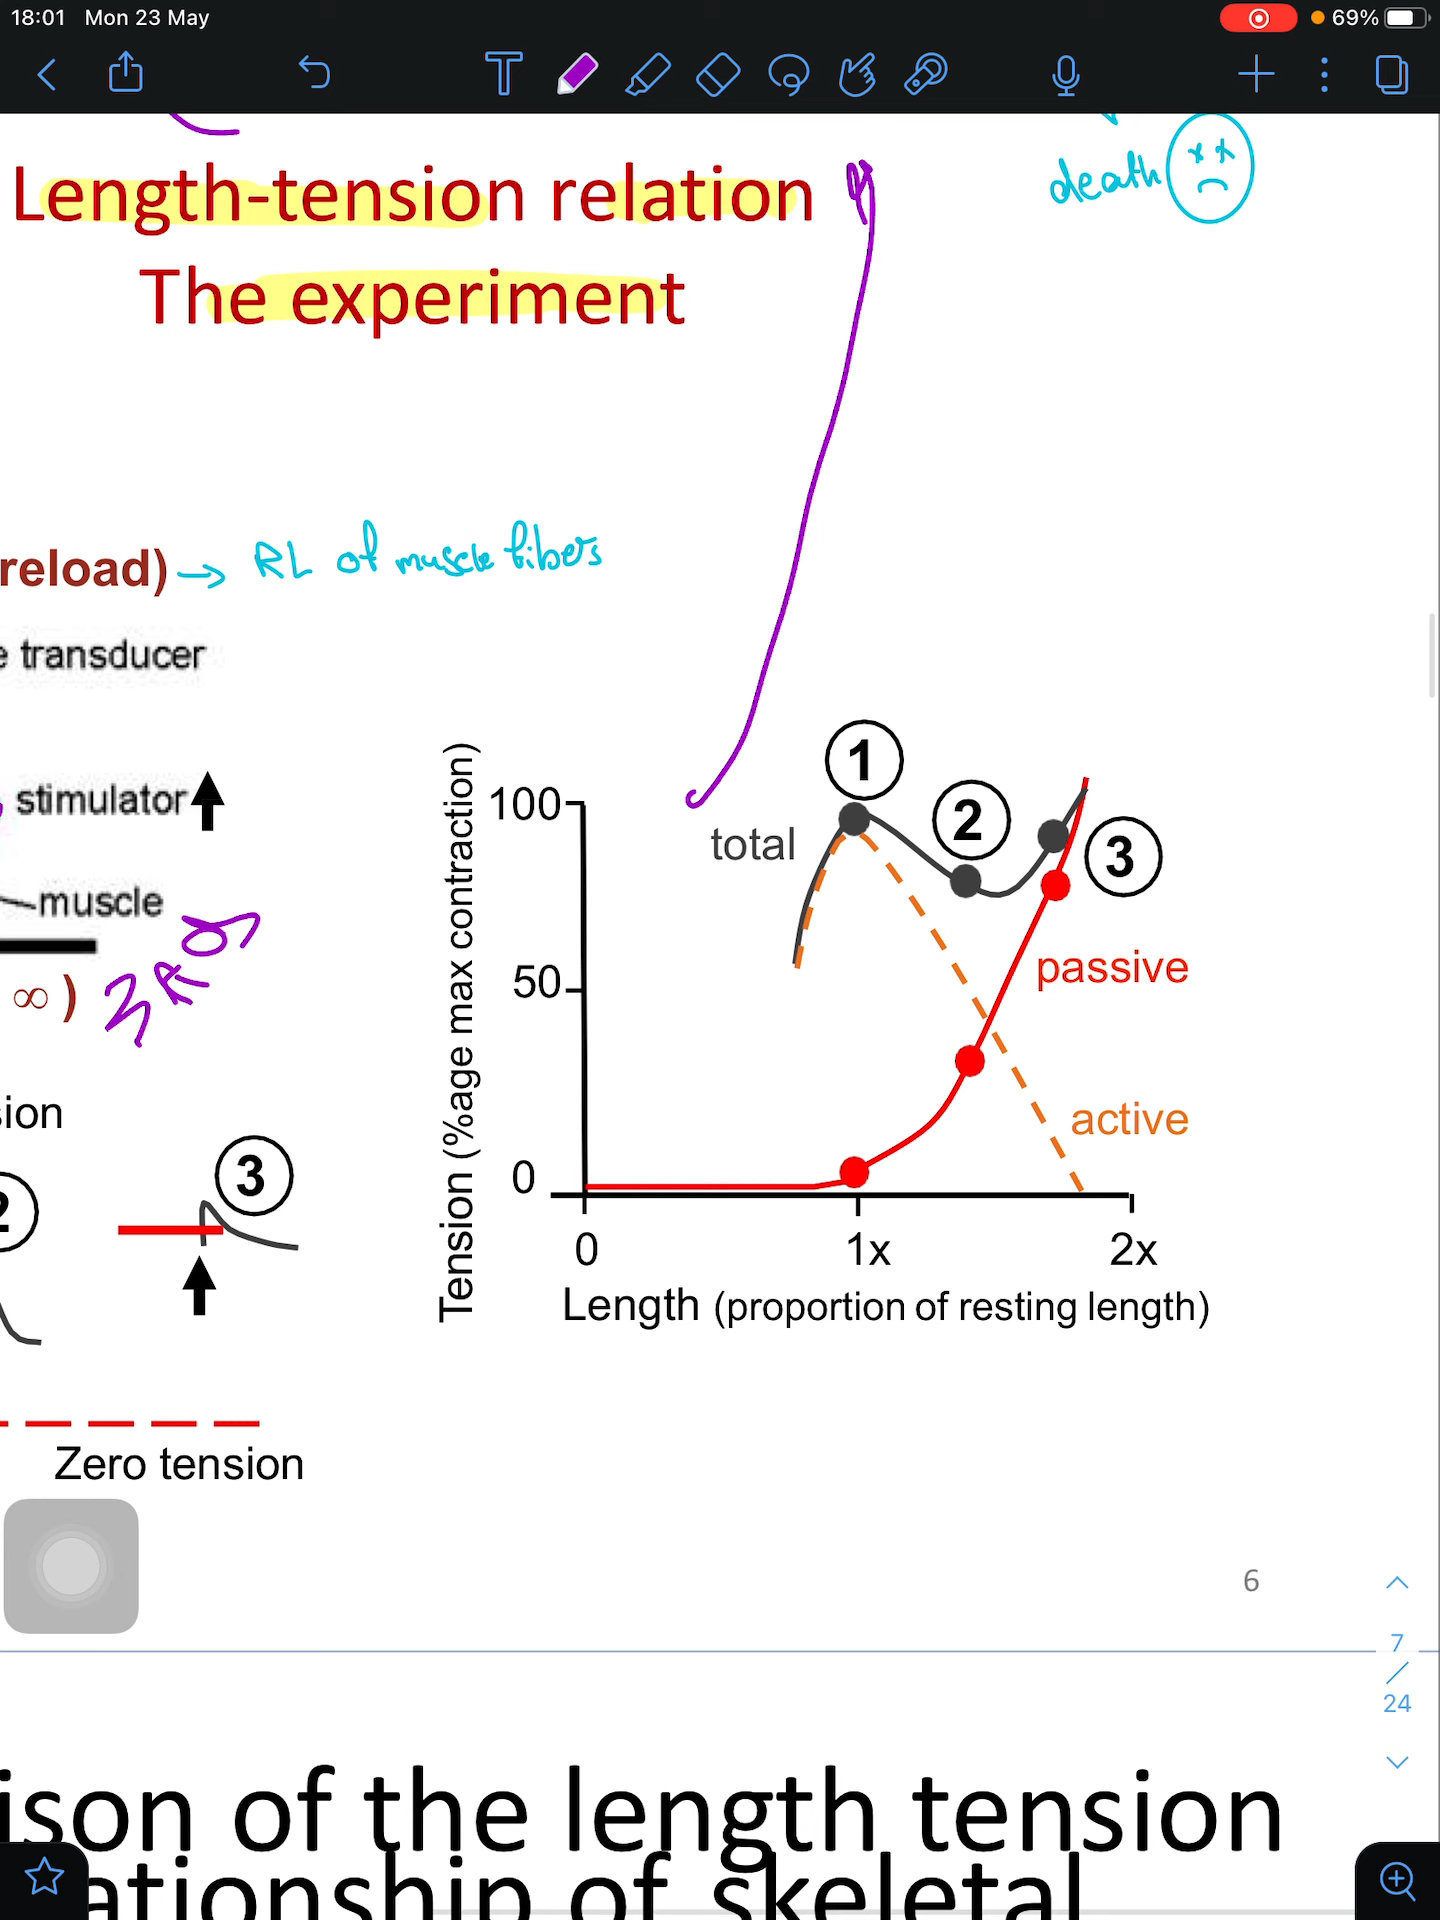 18:01 Mon 23 May
69%
death
Length-tension relation
The experiment
reload) → RL of muscle fibers
e transducer
stimulator
muscle
∞ )
sion
2
3
Zero tension
Tension (%age max contraction)
100
50
0
total
1
2
3
passive
active
0 1x 2x
Length (proportion of resting length)
6
7
/
24
ison of the length tension
ationship of skeletal